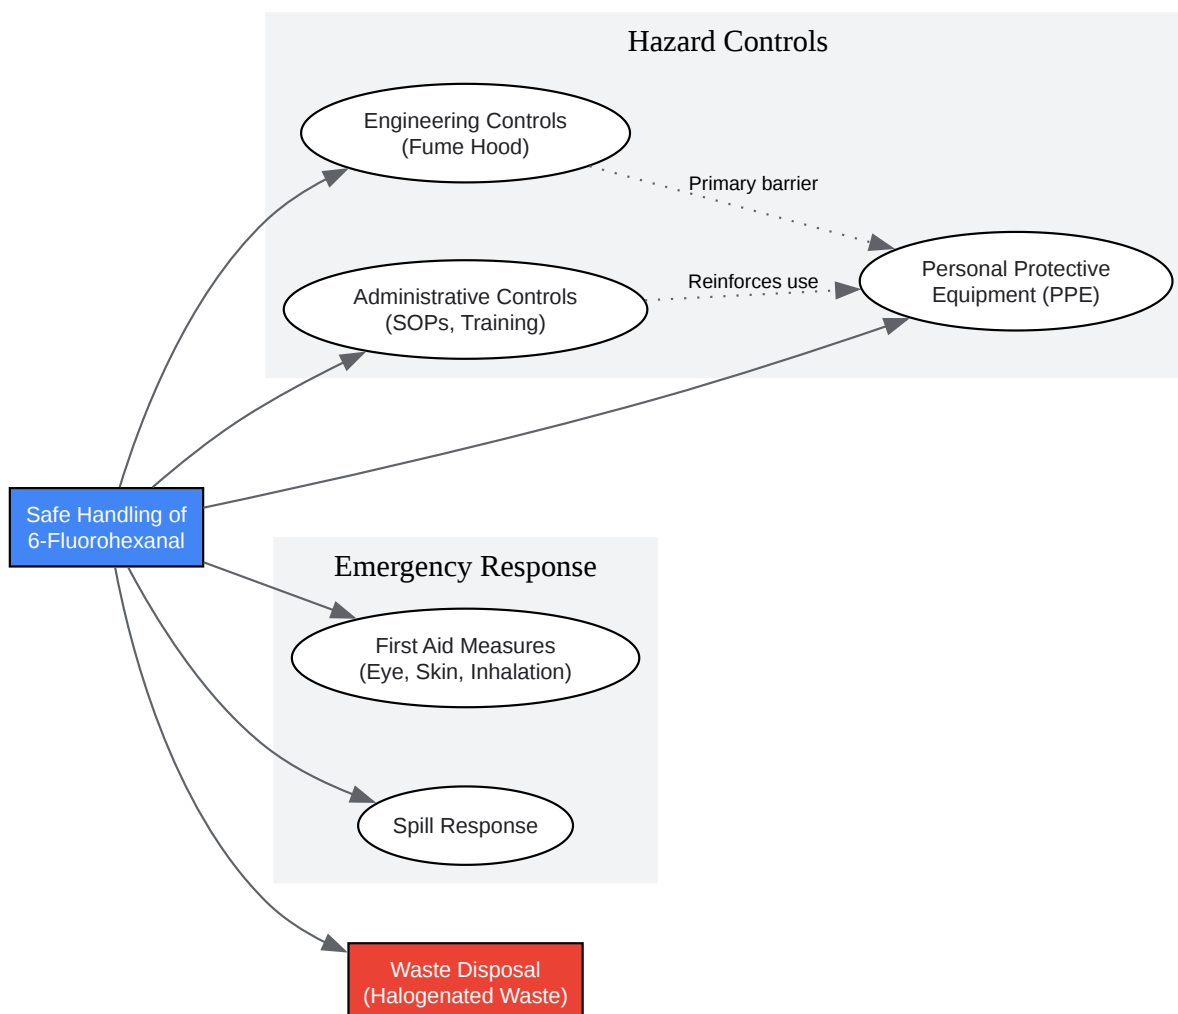 Hazard Controls
Engineering Controls
(Fume Hood)
Primary barrier
Personal Protective
Equipment (PPE)
Administrative Controls
(SOPs, Training)
Reinforces use
Safe Handling of
6-Fluorohexanal
Emergency Response
First Aid Measures
(Eye, Skin, Inhalation)
Spill Response
Waste Disposal
(Halogenated Waste)